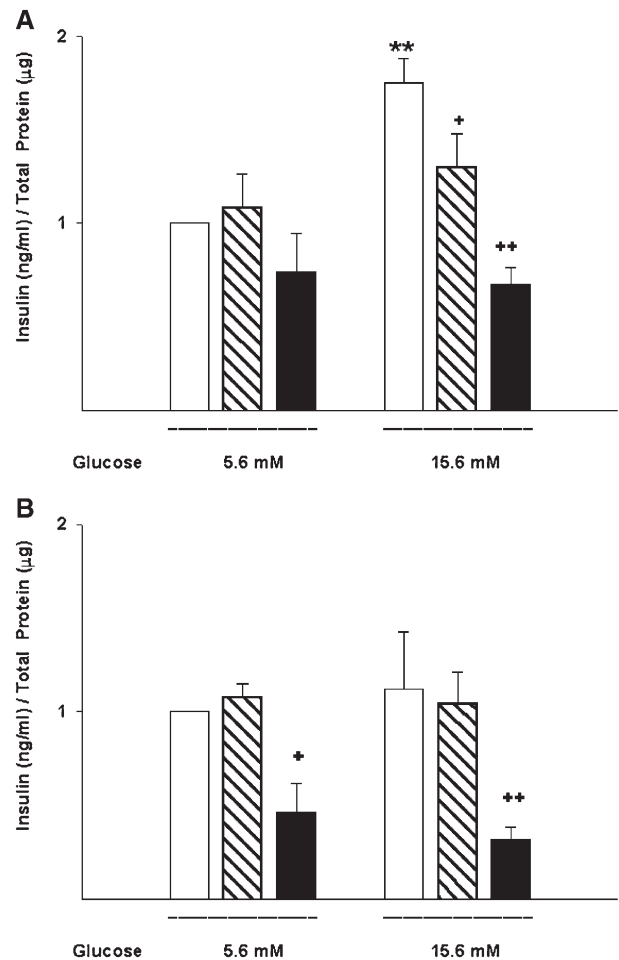 A
2
**
+
++
1
Insulin (ng/ml) / Total Protein (µg)
Glucose 5.6 mM 15.6 mM
B
2
1
+
++
Insulin (ng/ml) / Total Protein (µg)
Glucose 5.6 mM 15.6 mM